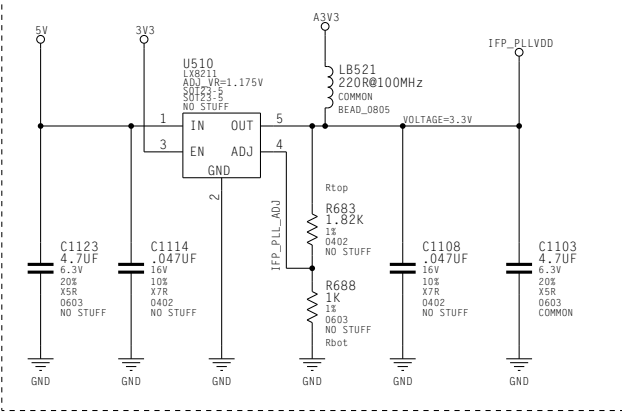 5V
3V3
A3V3
IFP_PLLVDD
U510
LX8211
ADJ_VR=1.175V
SOT23-5
SOT23-5
NO STUFF
LB521
220R@100MHz
COMMON
BEAD_0805
1
IN
OUT
5
VOLTAGE=3.3V
3
EN
ADJ
4
GND
2
IFP_PLL_ADJ
Rtop
R683
1.82K
1%
0402
NO STUFF
C1123
4.7UF
6.3V
20%
X5R
0603
NO STUFF
C1114
.047UF
16V
10%
X7R
0402
NO STUFF
R688
1K
1%
0603
NO STUFF
Rbot
C1108
.047UF
16V
10%
X7R
0402
NO STUFF
C1103
4.7UF
6.3V
20%
X5R
0603
COMMON
GND
GND
GND
GND
GND
GND